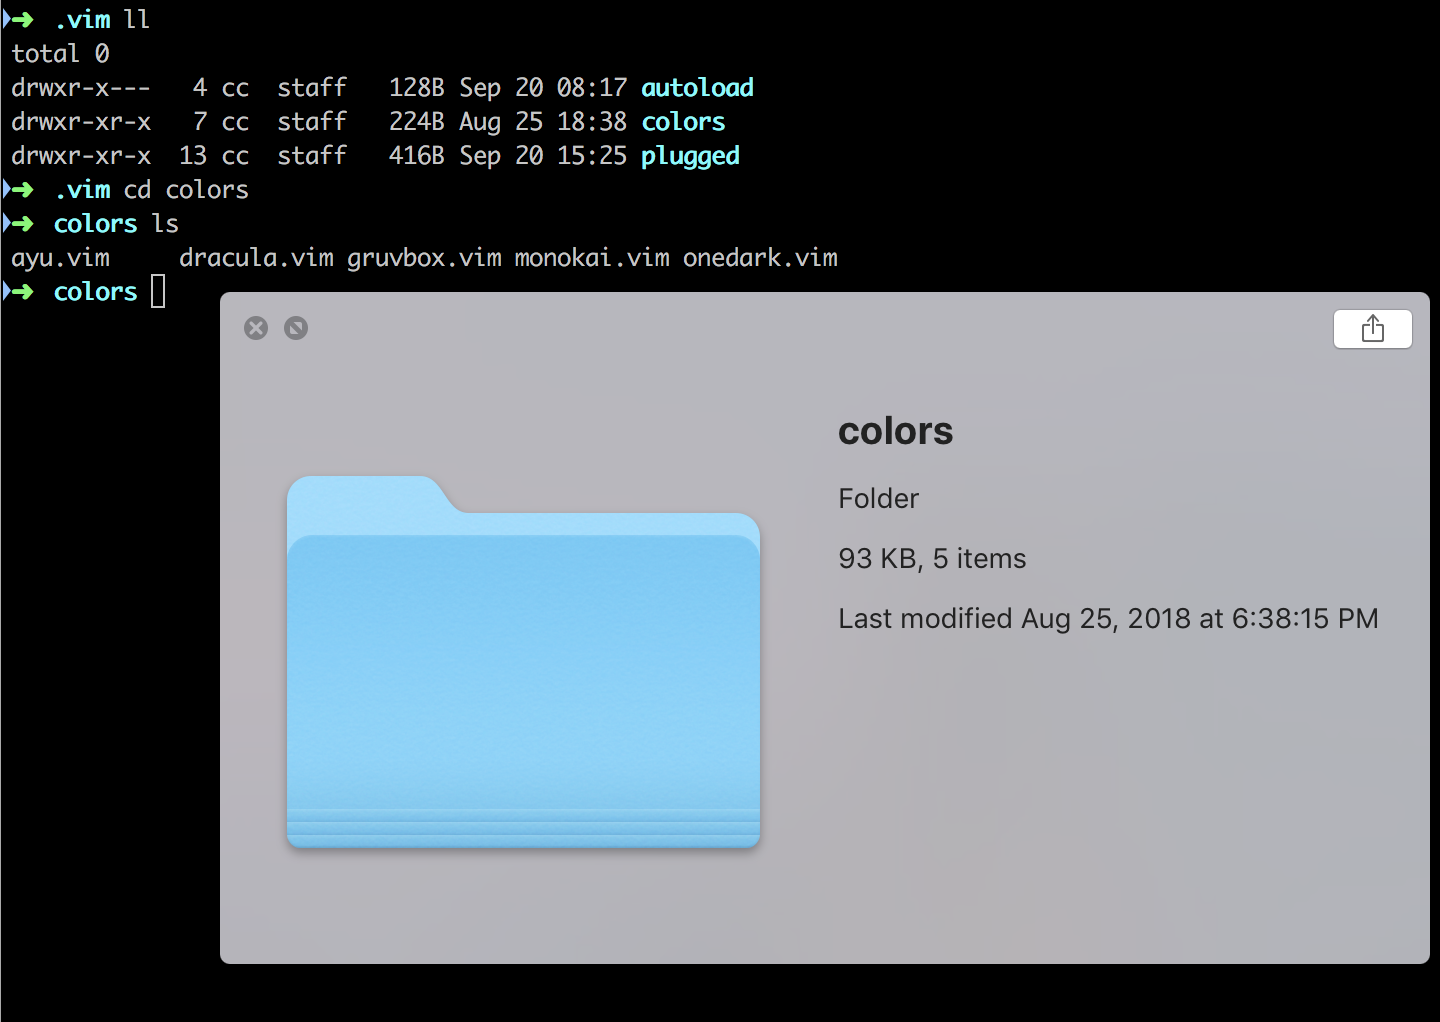 ➜ .vim ll
total 0
drwxr-x--- 4 cc staff 128B Sep 20 08:17 autoload
drwxr-xr-x 7 cc staff 224B Aug 25 18:38 colors
drwxr-xr-x 13 cc staff 416B Sep 20 15:25 plugged
➜ .vim cd colors
➜ colors ls
ayu.vim dracula.vim gruvbox.vim monokai.vim onedark.vim
➜ colors
colors
Folder
93 KB, 5 items
Last modified Aug 25, 2018 at 6:38:15 PM